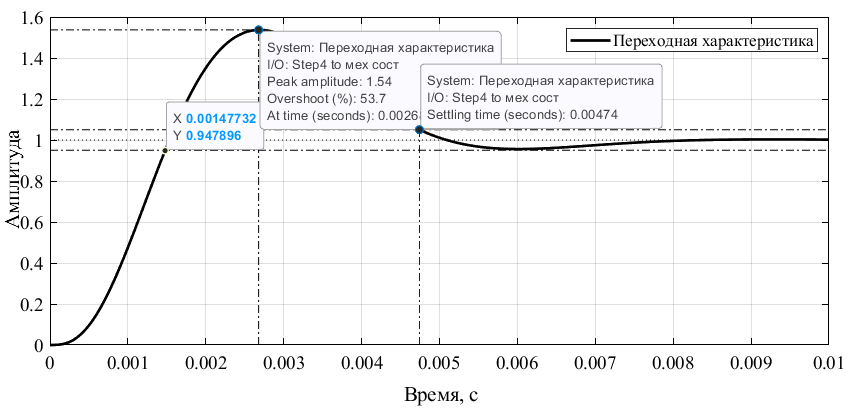 1.6
1.4
1.2
1
0.8
0.6
0.4
0.2
0
Амплитуда
Переходная характеристика
System: Переходная характеристика
I/O: Step4 to мех сост
Peak amplitude: 1.54
Overshoot (%): 53.7
At time (seconds): 0.0026
System: Переходная характеристика
I/O: Step4 to мех сост
Settling time (seconds): 0.00474
X 0.00147732
Y 0.947896
0 0.001 0.002 0.003 0.004 0.005 0.006 0.007 0.008 0.009 0.01
Время, с